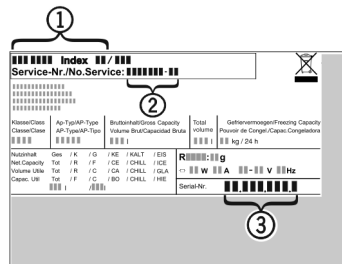 1
Index /
Service-Nr./No.Service: -
2
Klasse/Class Ap-Typ/AP-Type Bruttoinhalt/Gross Capacity Total Gefriervermoegen/Freezing Capacity
Classe/Clase AP-Type/AP-Tipo Volume Brut/Capacidad Bruta volume Pouvoir de Congel./Capac.Congeladora
l l kg / 24 h
Nutzinhalt Ges / K / G / KE / KALT / EIS
Net.Capacity Tot / R / F / CE / CHILL / ICE
Volume Utile Tot / R / C / CA / CHILL / GLA
Capac. Util Tot / F / C / BO / CHILL / HIE
l / l
R : g
W A - V Hz
Serial-Nr.
3